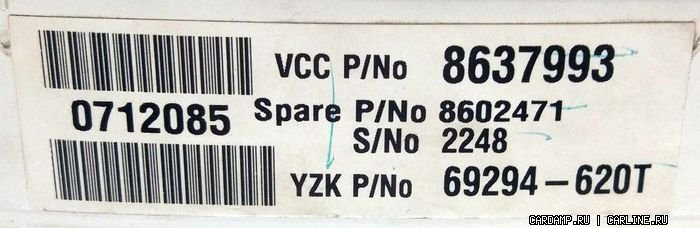 VCC P/No 8637993
0712085
Spare P/No 8602471
S/No 2248
YZK P/No 69294-620T
CARDAMP.RU | CARLINE.RU